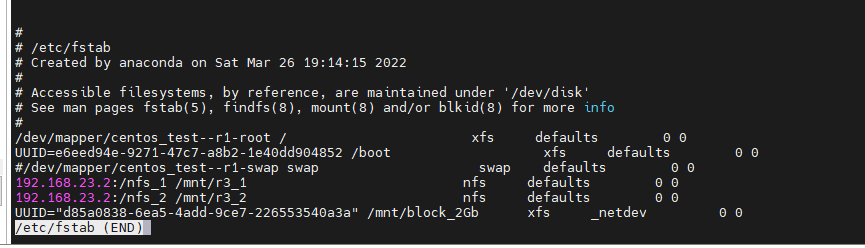 #
# /etc/fstab
# Created by anaconda on Sat Mar 26 19:14:15 2022
#
# Accessible filesystems, by reference, are maintained under '/dev/disk'
# See man pages fstab(5), findfs(8), mount(8) and/or blkid(8) for more info
#
/dev/mapper/centos_test--r1-root / xfs defaults 0 0
UUID=e6eed94e-9271-47c7-a8b2-1e40dd904852 /boot xfs defaults 0 0
#/dev/mapper/centos_test--r1-swap swap swap defaults 0 0
192.168.23.2:/nfs_1 /mnt/r3_1 nfs defaults 0 0
192.168.23.2:/nfs_2 /mnt/r3_2 nfs defaults 0 0
UUID="d85a0838-6ea5-4add-9ce7-226553540a3a" /mnt/block_2Gb xfs _netdev 0 0
/etc/fstab (END)